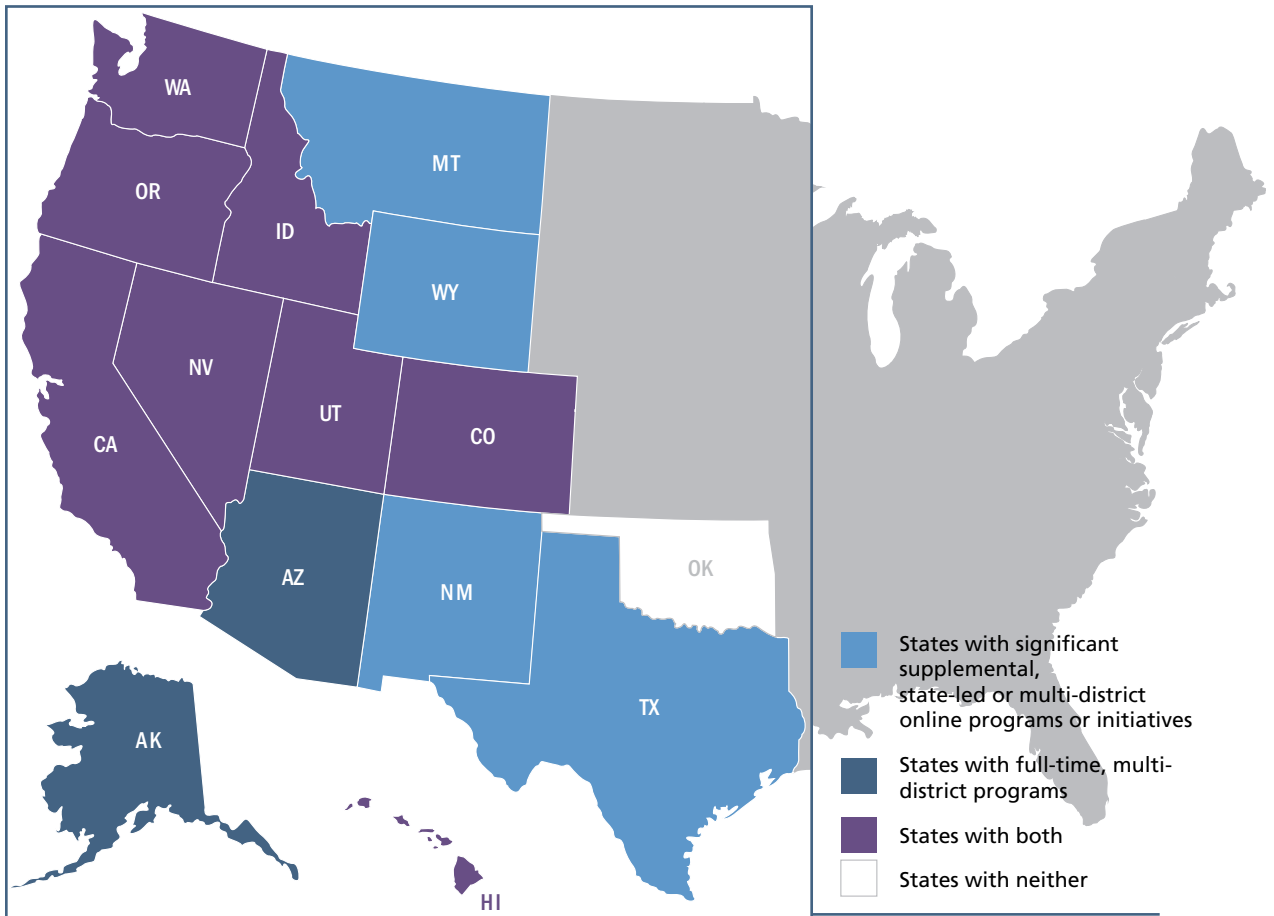 WA
MT
OR
ID
WY
NV
UT
CO
CA
AZ
NM
OK
TX
AK
HI
States with significant
supplemental,
state-led or multi-district
online programs or initiatives
States with full-time, multi-
district programs
States with both
States with neither